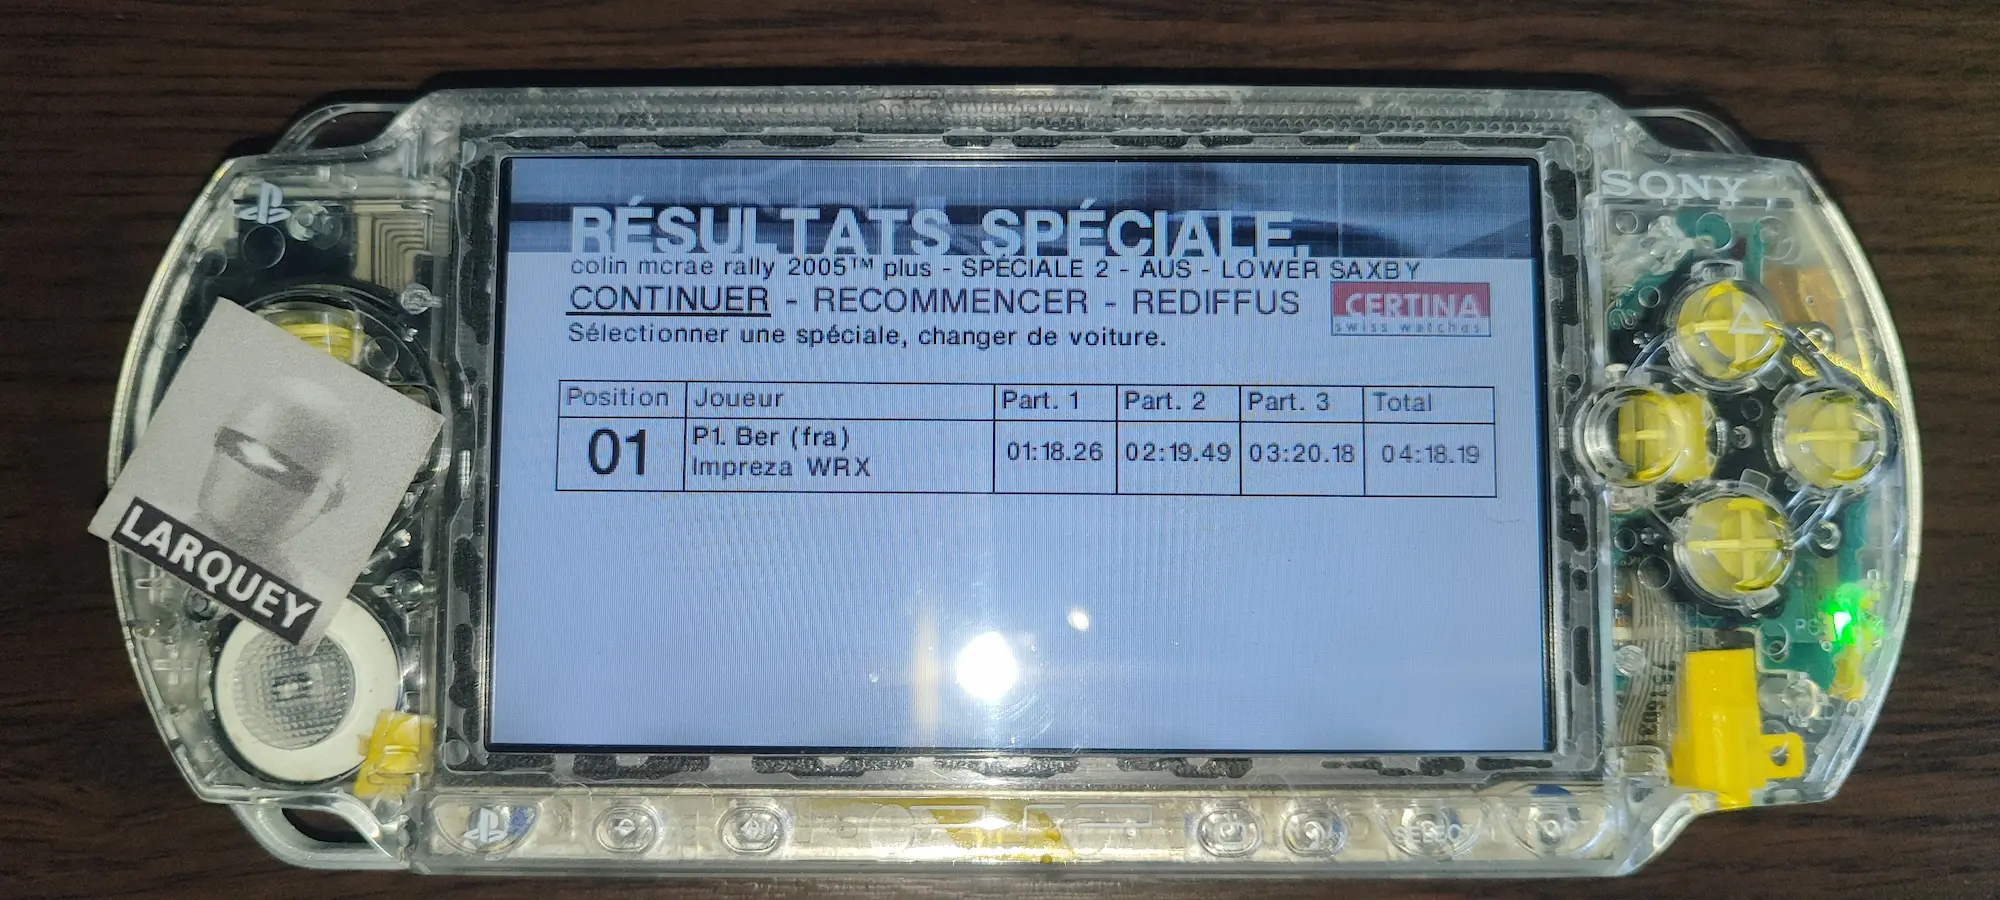 SONY
RÉSULTATS SPÉCIALE.
colin mcrae rally 2005™ plus - SPÉCIALE 2 - AUS - LOWER SAXBY
CONTINUER - RECOMMENCER - REDIFFUS
CERTINA
swiss watches
Sélectionner une spéciale, changer de voiture.
Position Joueur Part. 1 Part. 2 Part. 3 Total
01 P1. Ber (fra) 01:18.26 02:19.49 03:20.18 04:18.19
Impreza WRX
LARQUEY
SELECT